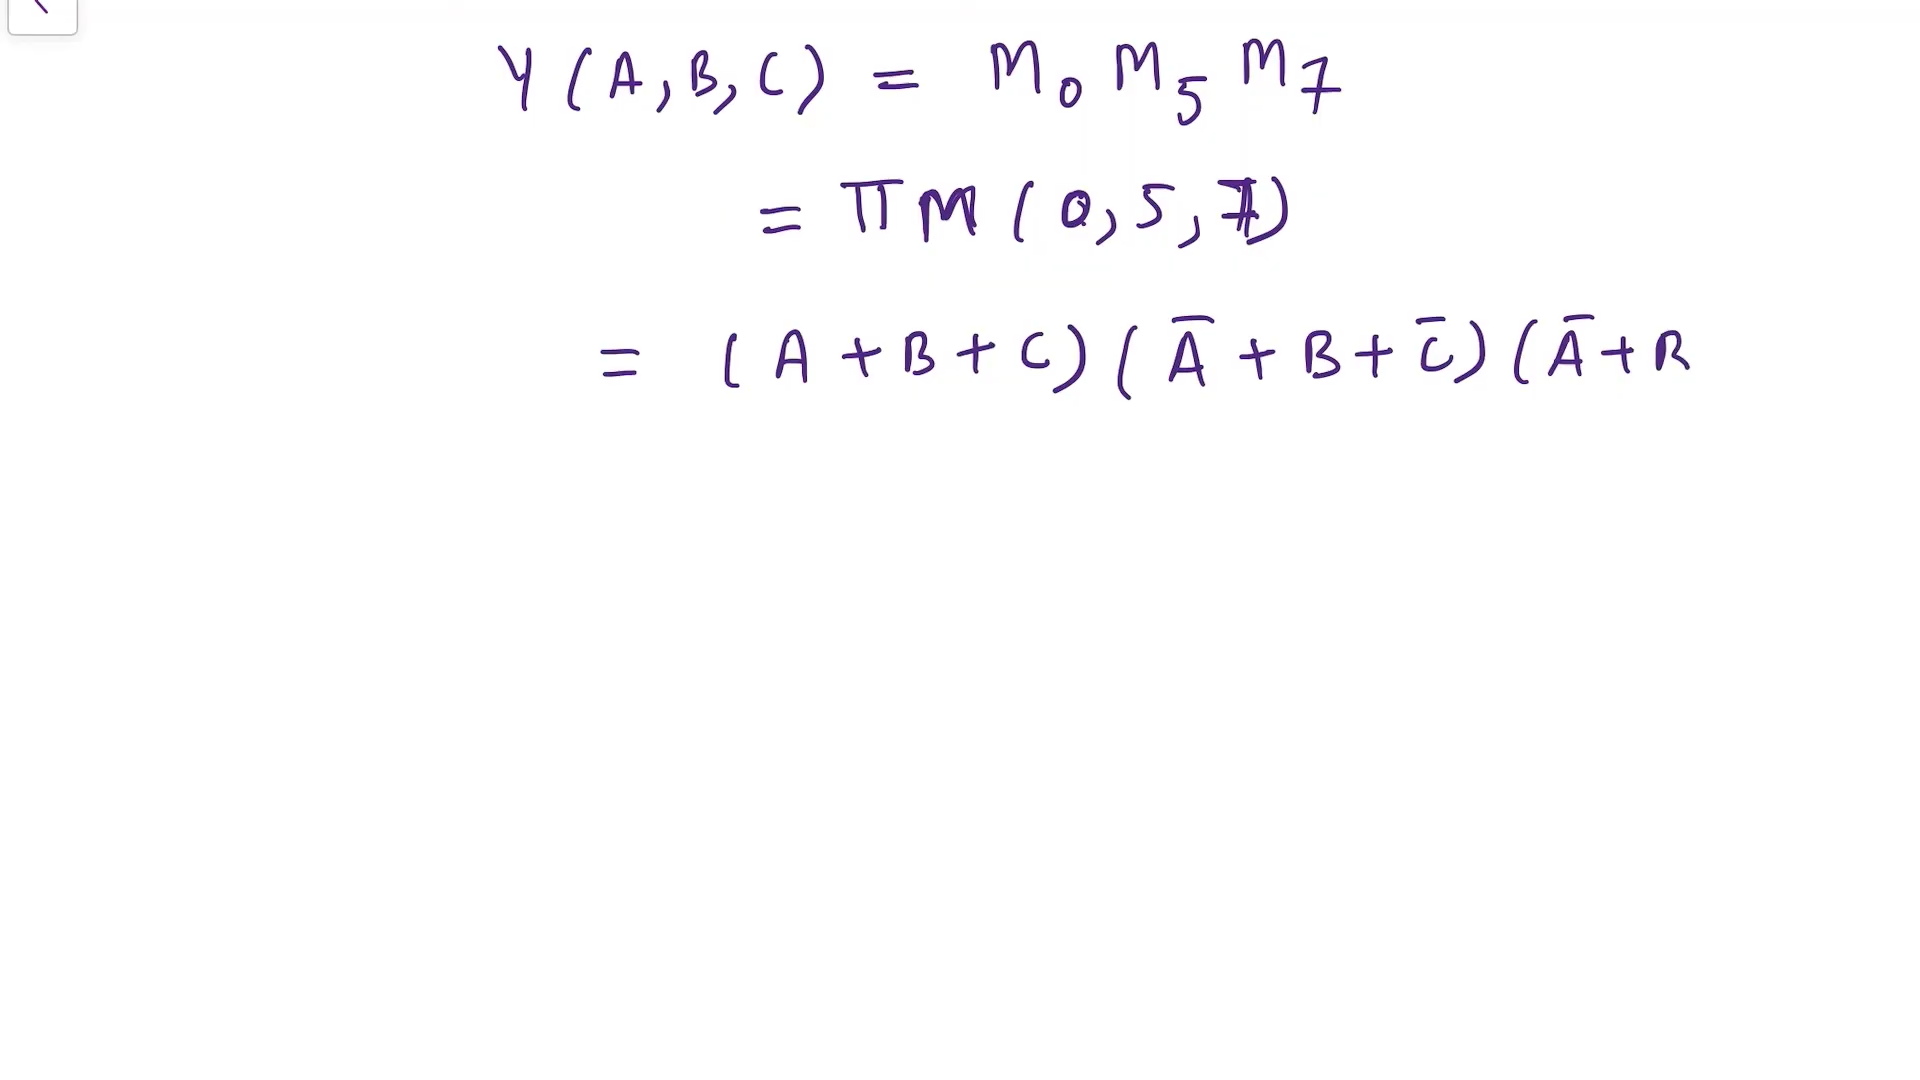 Y(A,B,C) = M₀ M₅ M₇
= ΠM(0,5,7)
= (A+B+C)(A̅+B+C̅)(A̅+B